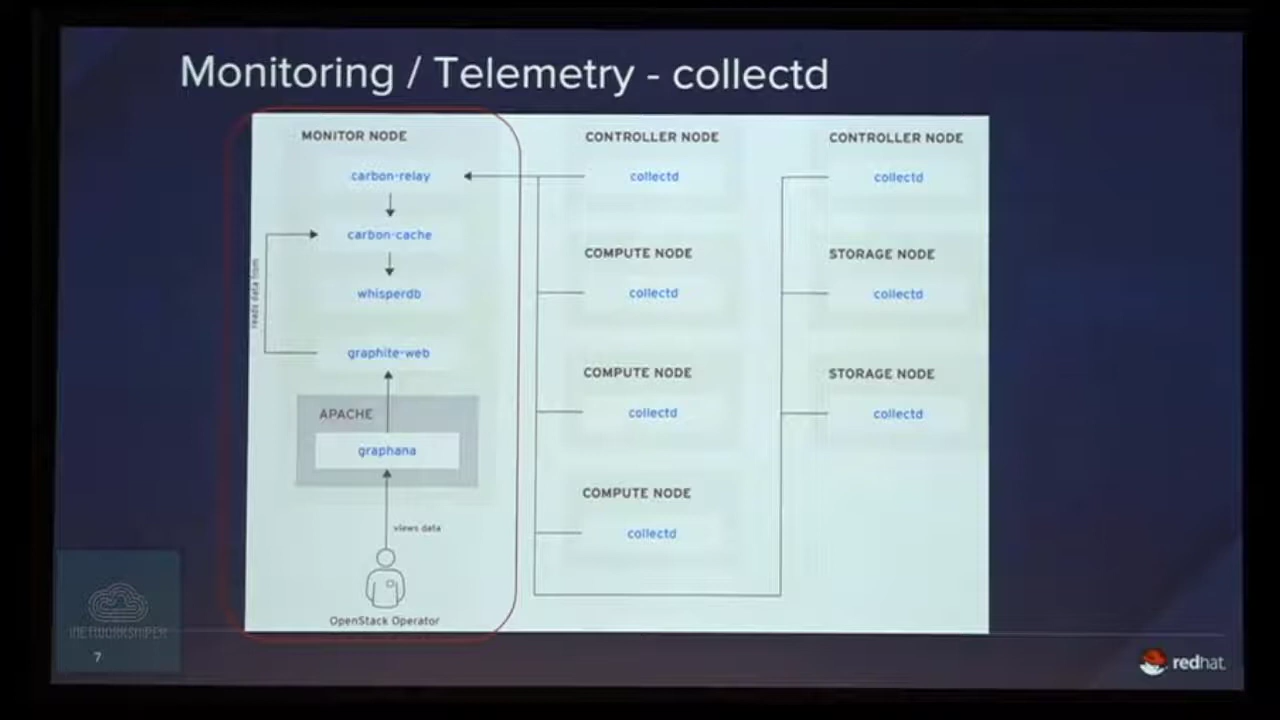 Monitoring / Telemetry - collectd
MONITOR NODE
carbon-relay
carbon-cache
whisperdb
reads data from
graphite-web
APACHE
graphana
views data
OpenStack Operator
CONTROLLER NODE
collectd
COMPUTE NODE
collectd
COMPUTE NODE
collectd
COMPUTE NODE
collectd
CONTROLLER NODE
collectd
STORAGE NODE
collectd
STORAGE NODE
collectd
iNETWORKSNIPER
7
redhat.